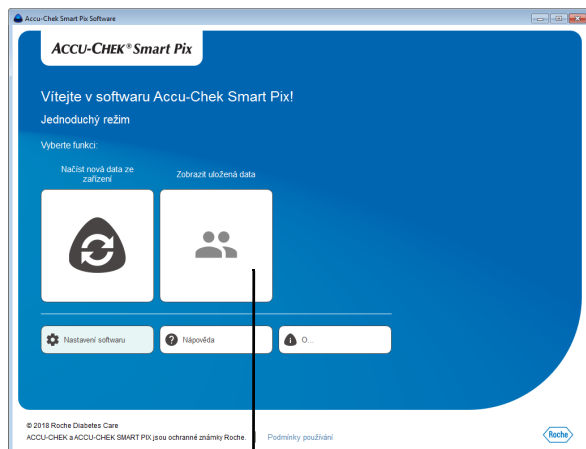 Accu-Chek Smart Pix Software
ACCU-CHEK® Smart Pix
Vítejte v softwaru Accu-Chek Smart Pix!
Jednoduchý režim
Vyberte funkci:
Načíst nová data ze
zařízení
Zobrazit uložená data
Nastavení softwaru
Nápověda
O...
© 2018 Roche Diabetes Care
ACCU-CHEK a ACCU-CHEK SMART PIX jsou ochranné známky Roche.
Podmínky používání
Roche